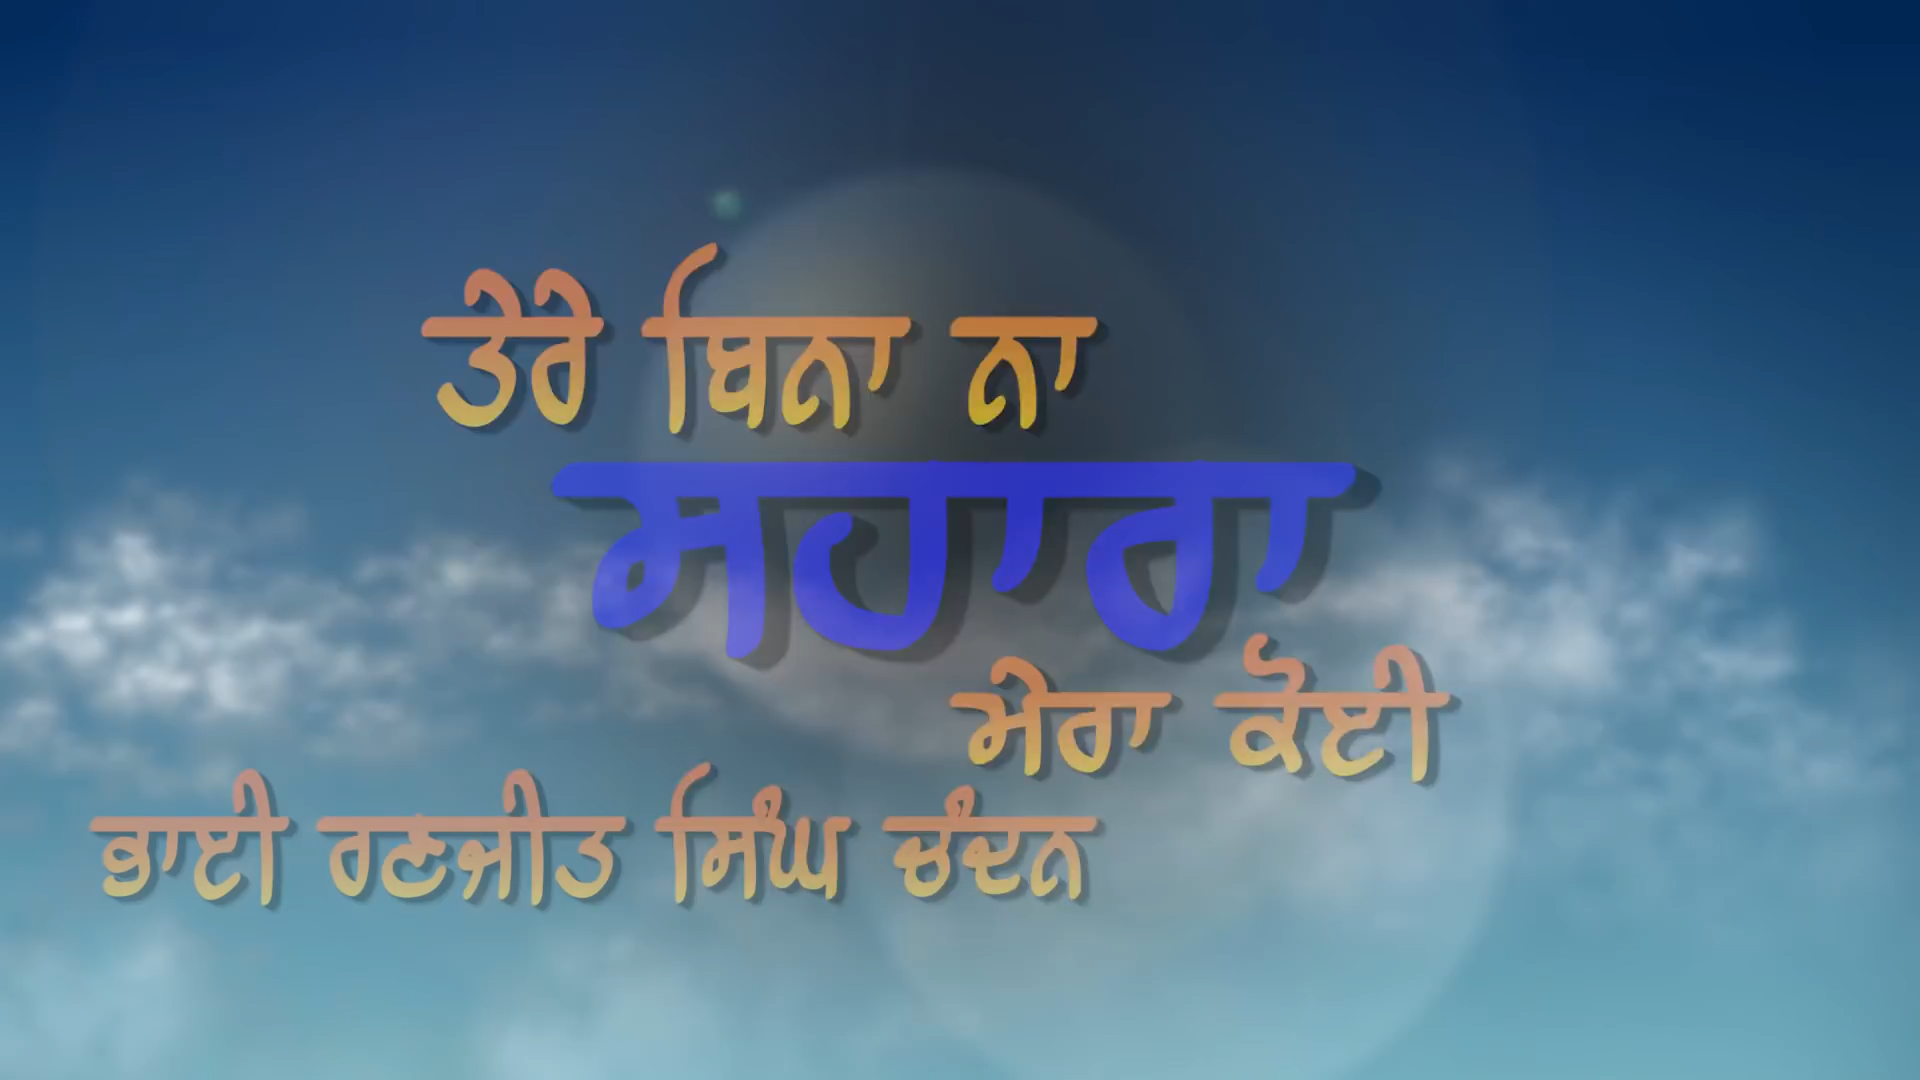 ਤੇਰੇ ਬਿਨਾ ਨਾ
ਸਹਾਰਾ
ਮੇਰਾ ਕੋਈ
ਭਾਈ ਰਣਜੀਤ ਸਿੰਘ ਚੰਦਨ